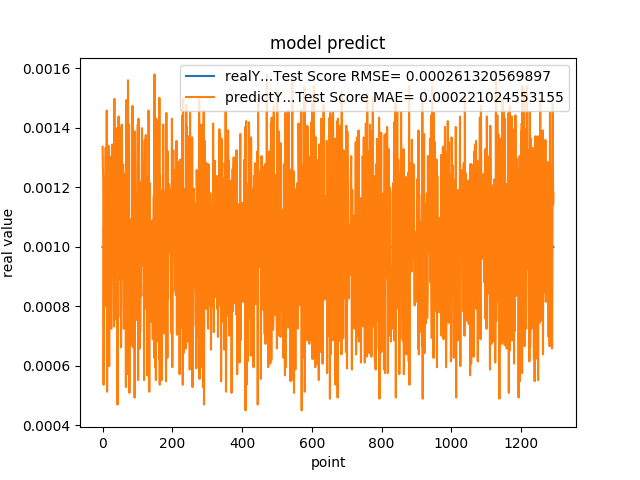 model predict
realY...Test Score RMSE= 0.000261320569897
predictY...Test Score MAE= 0.000221024553155
real value
0.0016
0.0014
0.0012
0.0010
0.0008
0.0006
0.0004
0 200 400 600 800 1000 1200
point